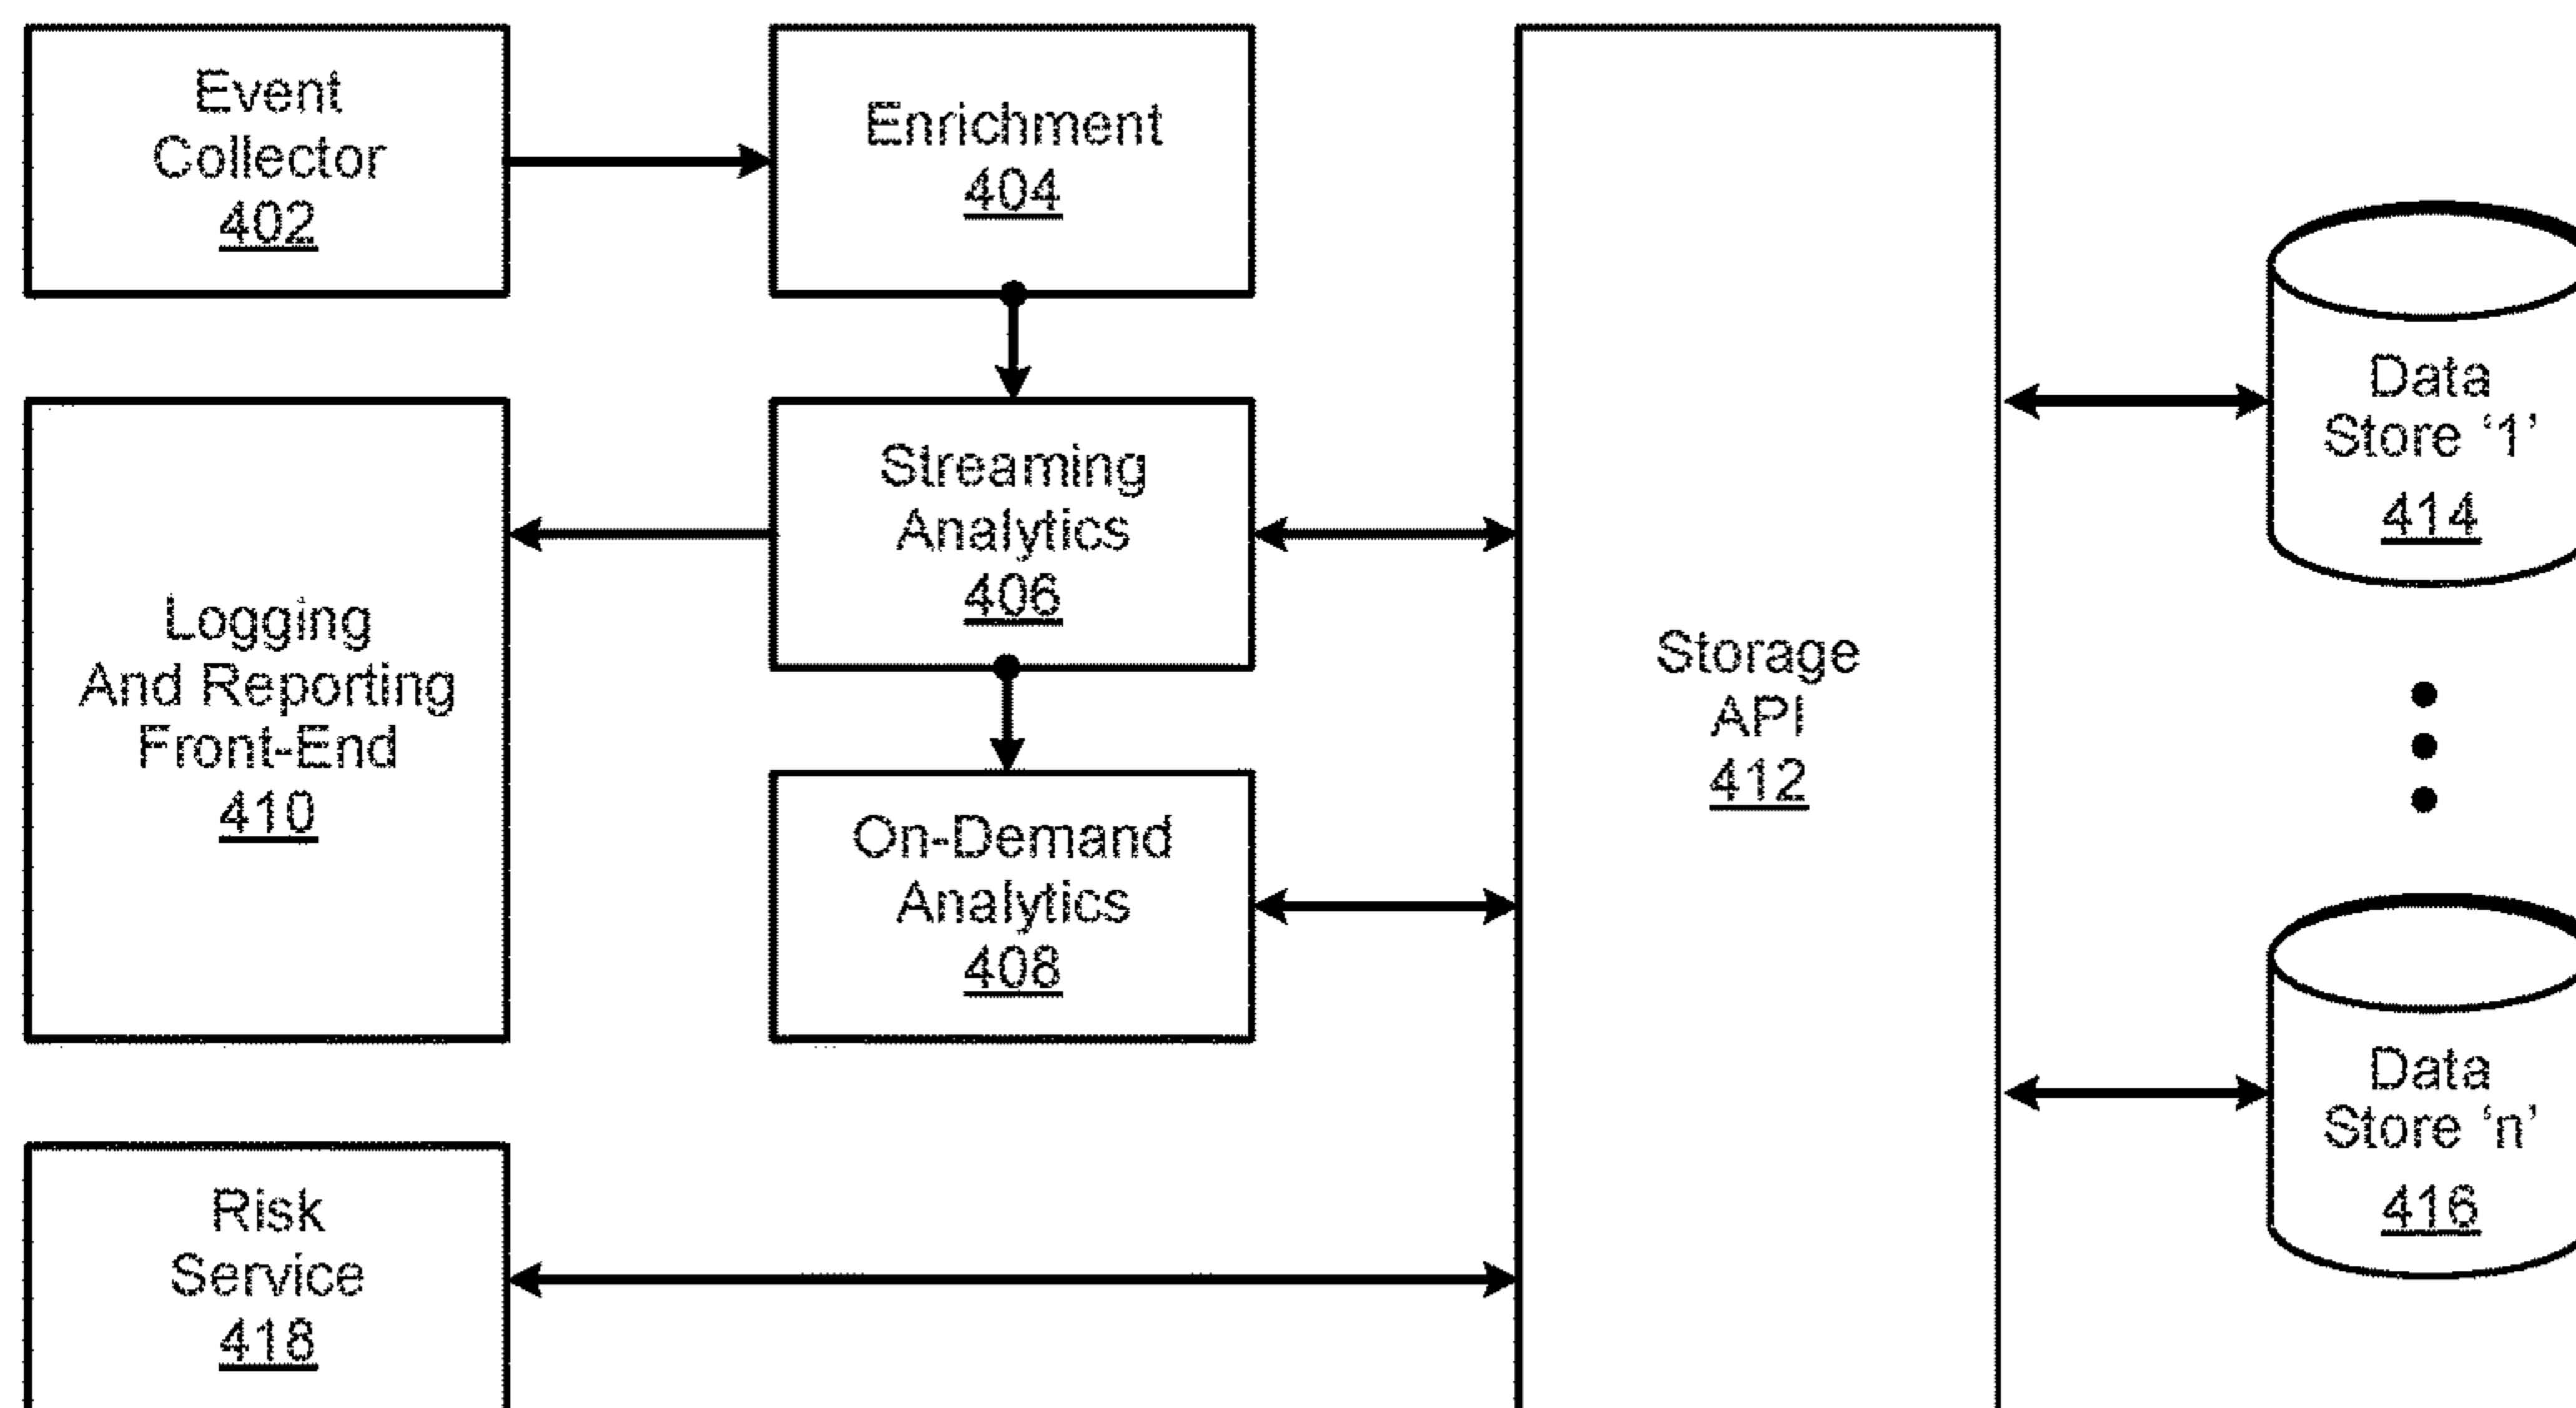 Event
Collector
402
Enrichment
404
Streaming
Analytics
406
Logging
And Reporting
Front-End
410
On-Demand
Analytics
408
Risk
Service
418
Storage
API
412
Data
Store ‘1’
414
Data
Store ‘n’
416